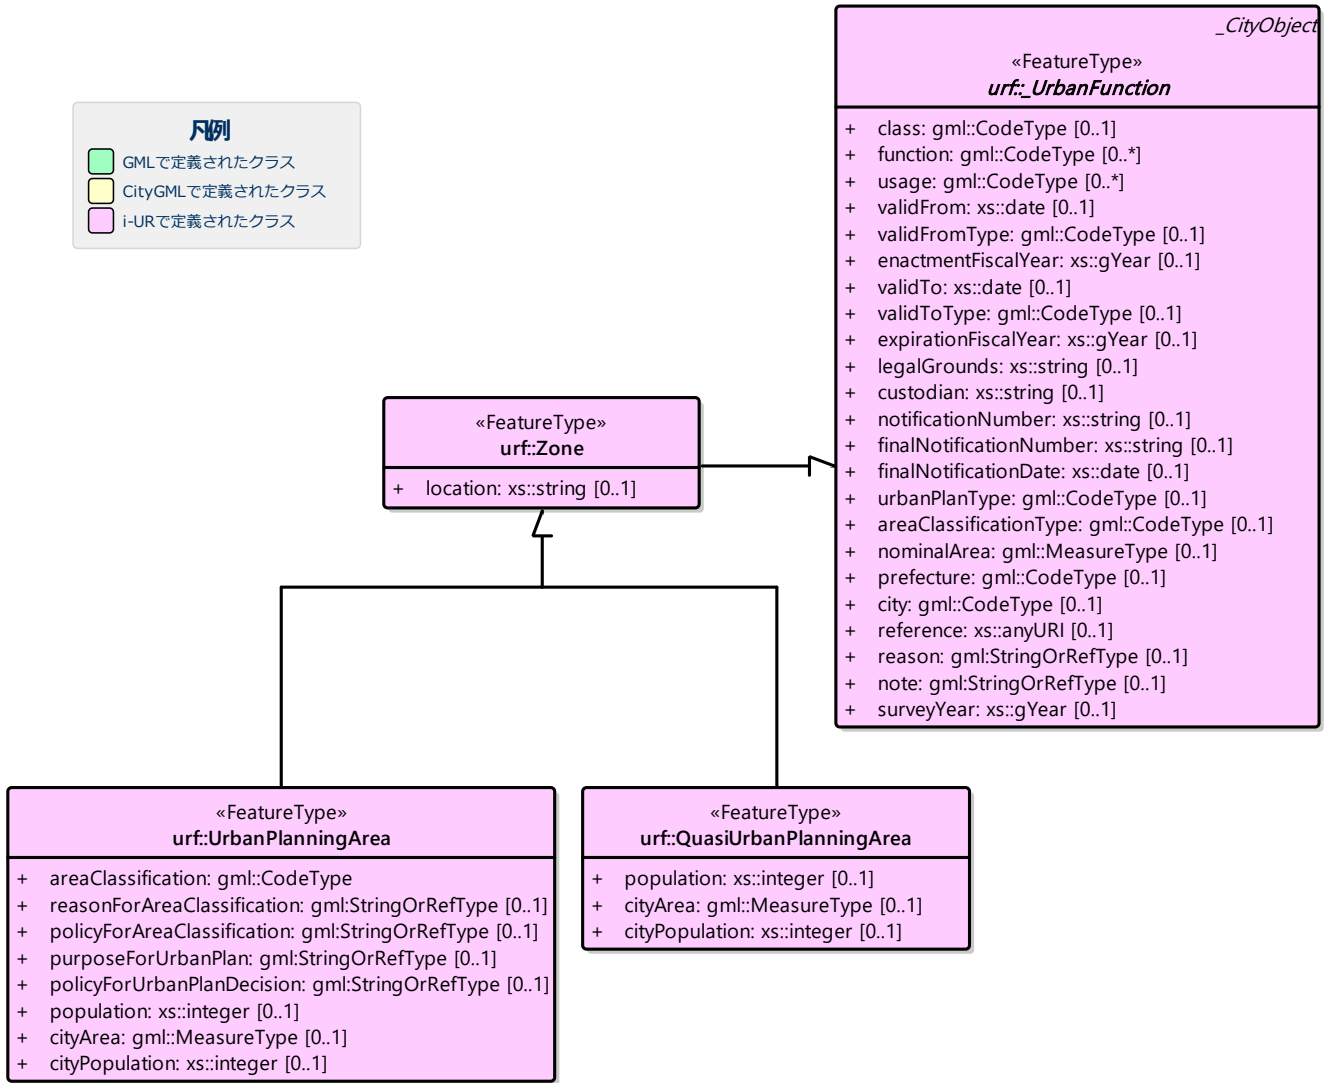 凡例
GMLで定義されたクラス
CityGMLで定義されたクラス
i-URで定義されたクラス
_CityObject
«FeatureType»
urf::_UrbanFunction
+ class: gml::CodeType [0..1]
+ function: gml::CodeType [0..*]
+ usage: gml::CodeType [0..*]
+ validFrom: xs::date [0..1]
+ validFromType: gml::CodeType [0..1]
+ enactmentFiscalYear: xs::gYear [0..1]
+ validTo: xs::date [0..1]
+ validToType: gml::CodeType [0..1]
+ expirationFiscalYear: xs::gYear [0..1]
+ legalGrounds: xs::string [0..1]
+ custodian: xs::string [0..1]
+ notificationNumber: xs::string [0..1]
+ finalNotificationNumber: xs::string [0..1]
+ finalNotificationDate: xs::date [0..1]
+ urbanPlanType: gml::CodeType [0..1]
+ areaClassificationType: gml::CodeType [0..1]
+ nominalArea: gml::MeasureType [0..1]
+ prefecture: gml::CodeType [0..1]
+ city: gml::CodeType [0..1]
+ reference: xs::anyURI [0..1]
+ reason: gml:StringOrRefType [0..1]
+ note: gml:StringOrRefType [0..1]
+ surveyYear: xs::gYear [0..1]
«FeatureType»
urf::Zone
+ location: xs::string [0..1]
«FeatureType»
urf::UrbanPlanningArea
+ areaClassification: gml::CodeType
+ reasonForAreaClassification: gml:StringOrRefType [0..1]
+ policyForAreaClassification: gml:StringOrRefType [0..1]
+ purposeForUrbanPlan: gml:StringOrRefType [0..1]
+ policyForUrbanPlanDecision: gml:StringOrRefType [0..1]
+ population: xs::integer [0..1]
+ cityArea: gml::MeasureType [0..1]
+ cityPopulation: xs::integer [0..1]
«FeatureType»
urf::QuasiUrbanPlanningArea
+ population: xs::integer [0..1]
+ cityArea: gml::MeasureType [0..1]
+ cityPopulation: xs::integer [0..1]